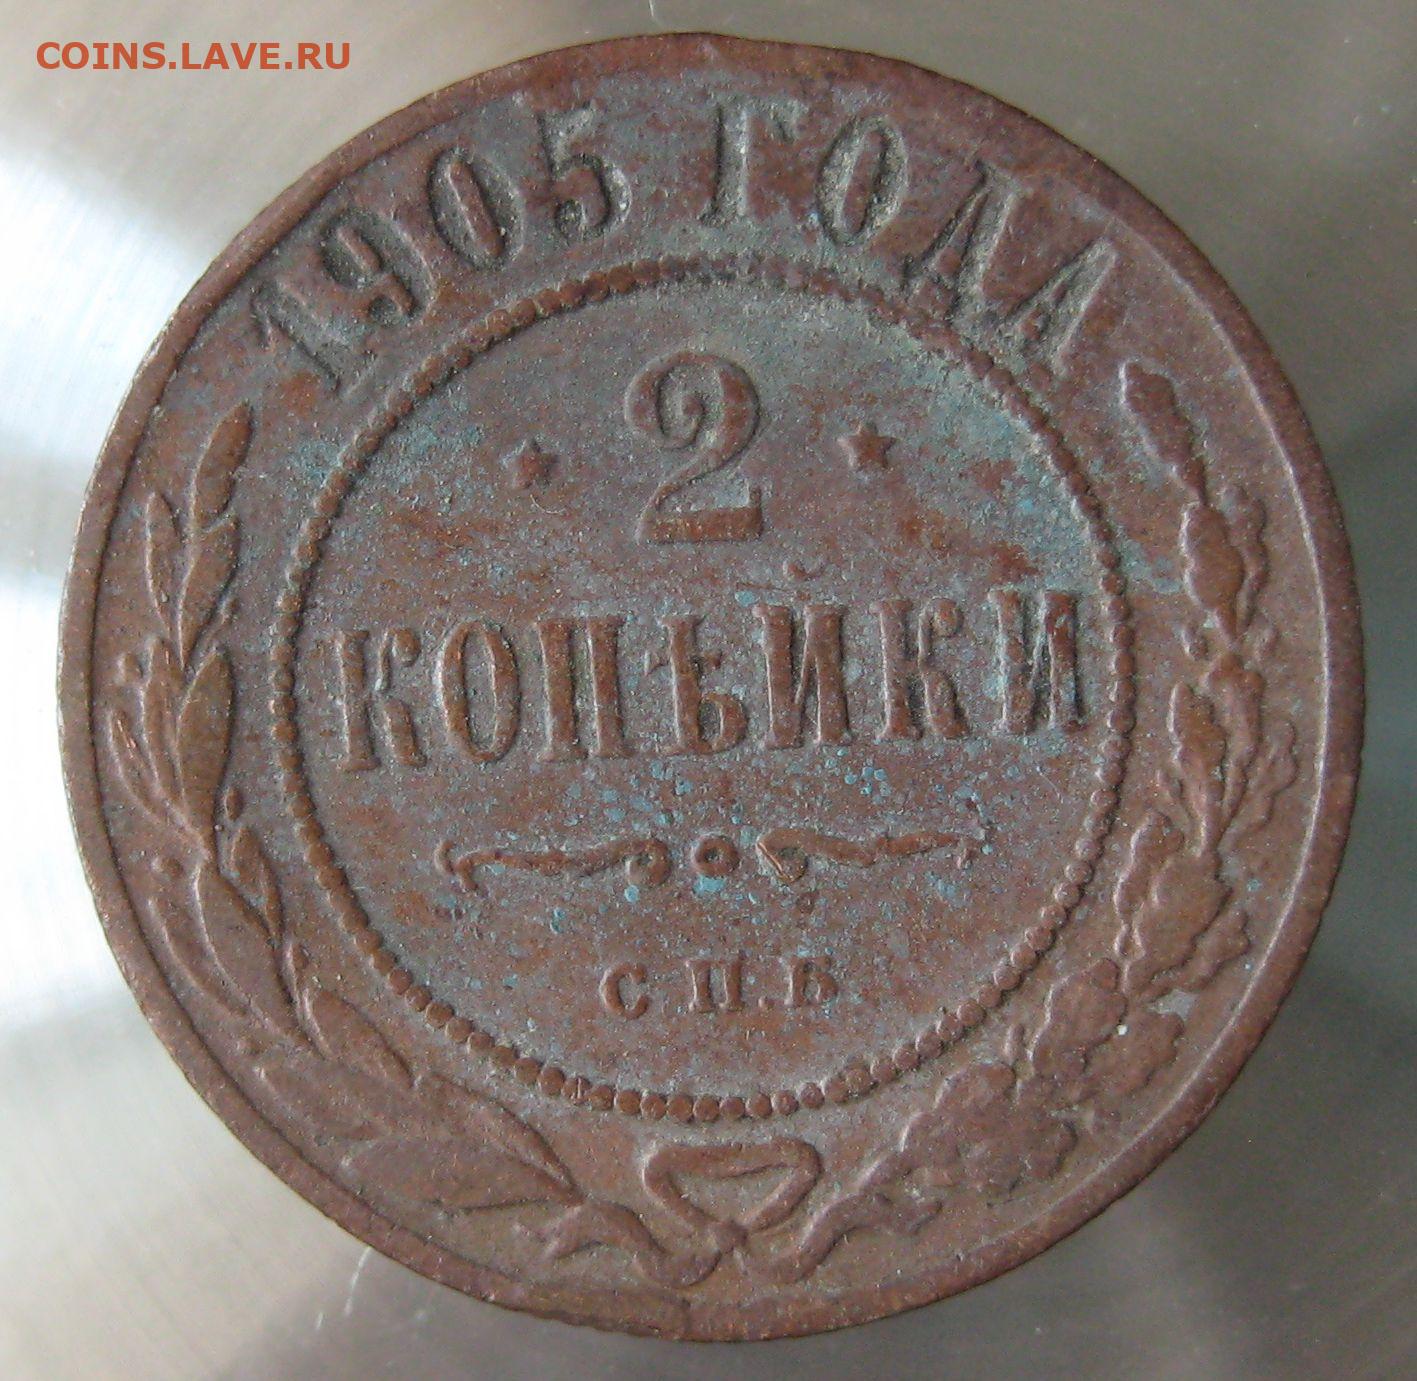 COINS.LAVE.RU
1905 ГОДА
2
КОПѢЙКИ
С.П.Б